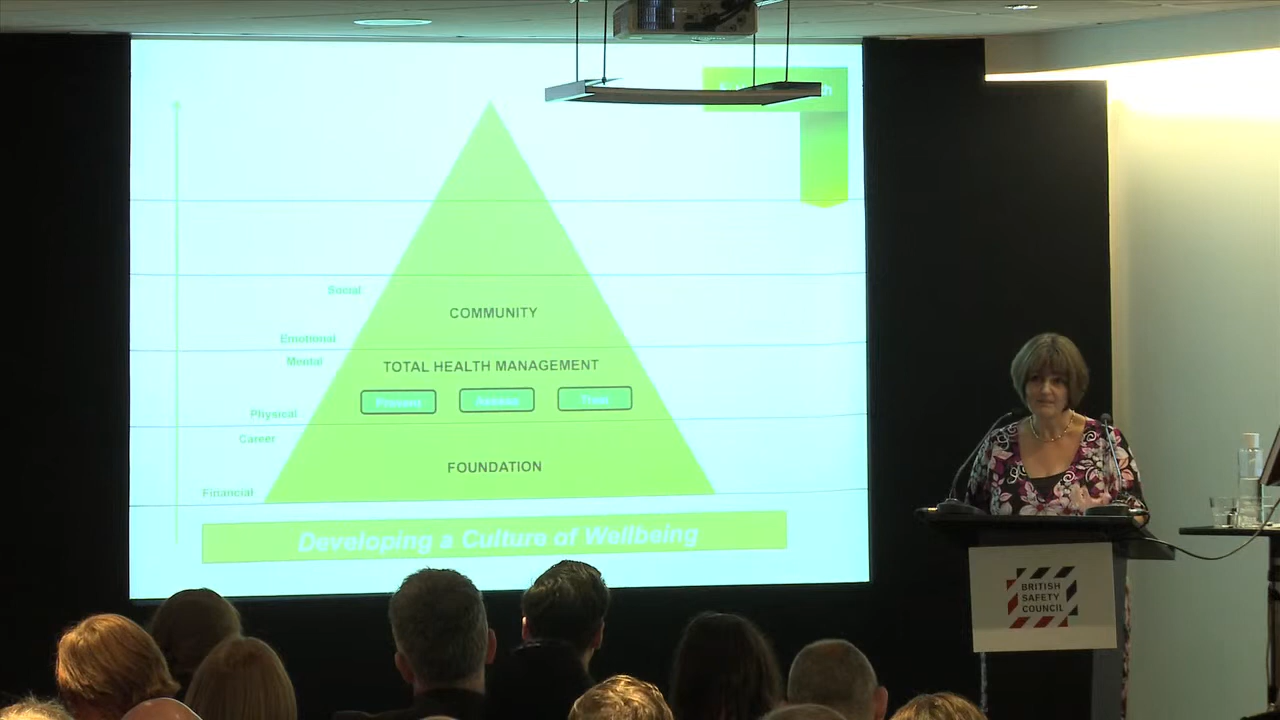 Social
COMMUNITY
Emotional
Mental
TOTAL HEALTH MANAGEMENT
Physical
Career
FOUNDATION
Financial
Developing a Culture of Wellbeing
BRITISH
SAFETY
COUNCIL